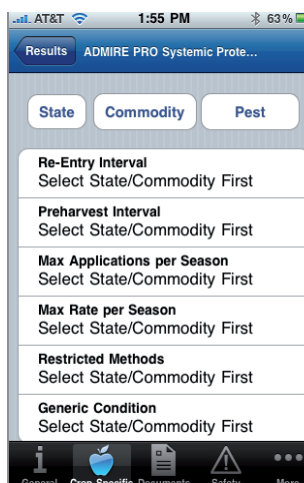 AT&T 1:55 PM 63%
Results ADMIRE PRO Systemic Prote...
State Commodity Pest
Re-Entry Interval
Select State/Commodity First
Preharvest Interval
Select State/Commodity First
Max Applications per Season
Select State/Commodity First
Max Rate per Season
Select State/Commodity First
Restricted Methods
Select State/Commodity First
Generic Condition
Select State/Commodity First
General Crop Specific Documents Safety More